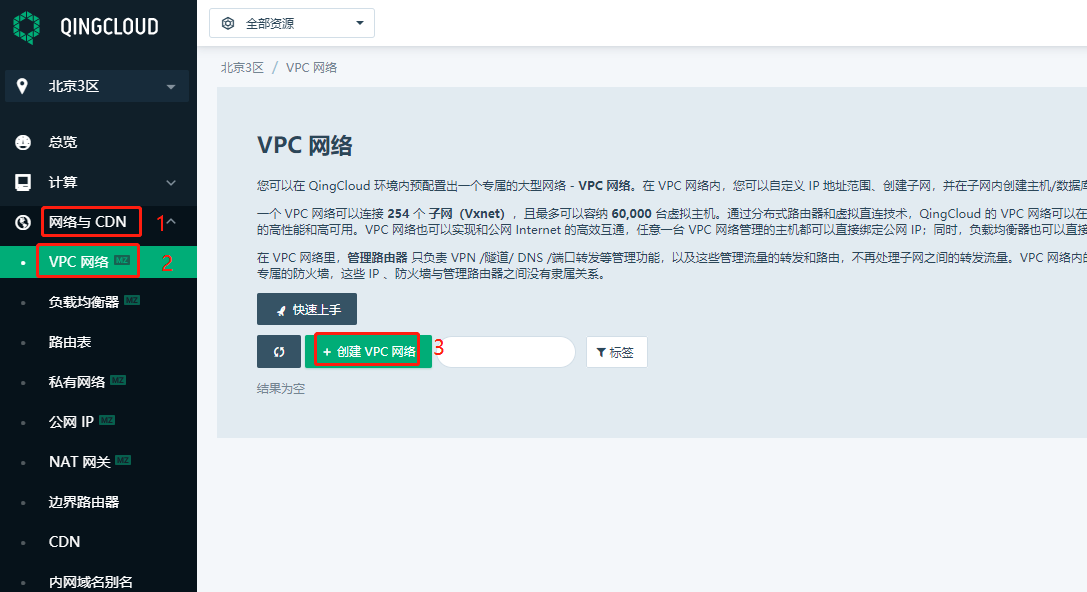 QINGCLOUD
全部资源
北京3区
北京3区 / VPC 网络
总览
计算
网络与 CDN 1
VPC 网络 MZ 2
负载均衡器 MZ
路由表
私有网络 MZ
公网 IP MZ
NAT 网关 MZ
边界路由器
CDN
内网域名别名
VPC 网络
您可以在 QingCloud 环境内预配置出一个专属的大型网络 - VPC 网络。在 VPC 网络内，您可以自定义 IP 地址范围、创建子网，并在子网内创建主机/数据库
一个 VPC 网络可以连接 254 个 子网（Vxnet），且最多可以容纳 60,000 台虚拟主机。通过分布式路由器和虚拟直连技术，QingCloud 的 VPC 网络可以在
的高性能和高可用。VPC 网络也可以实现和公网 Internet 的高效互通，任意一台 VPC 网络管理的主机都可以直接绑定公网 IP；同时，负载均衡器也可以直接
在 VPC 网络里，管理路由器 只负责 VPN /隧道/ DNS /端口转发等管理功能，以及这些管理流量的转发和路由，不再处理子网之间的转发流量。VPC 网络内的
专属的防火墙，这些 IP 、防火墙与管理路由器之间没有隶属关系。
快速上手
+ 创建 VPC 网络 3
标签
结果为空